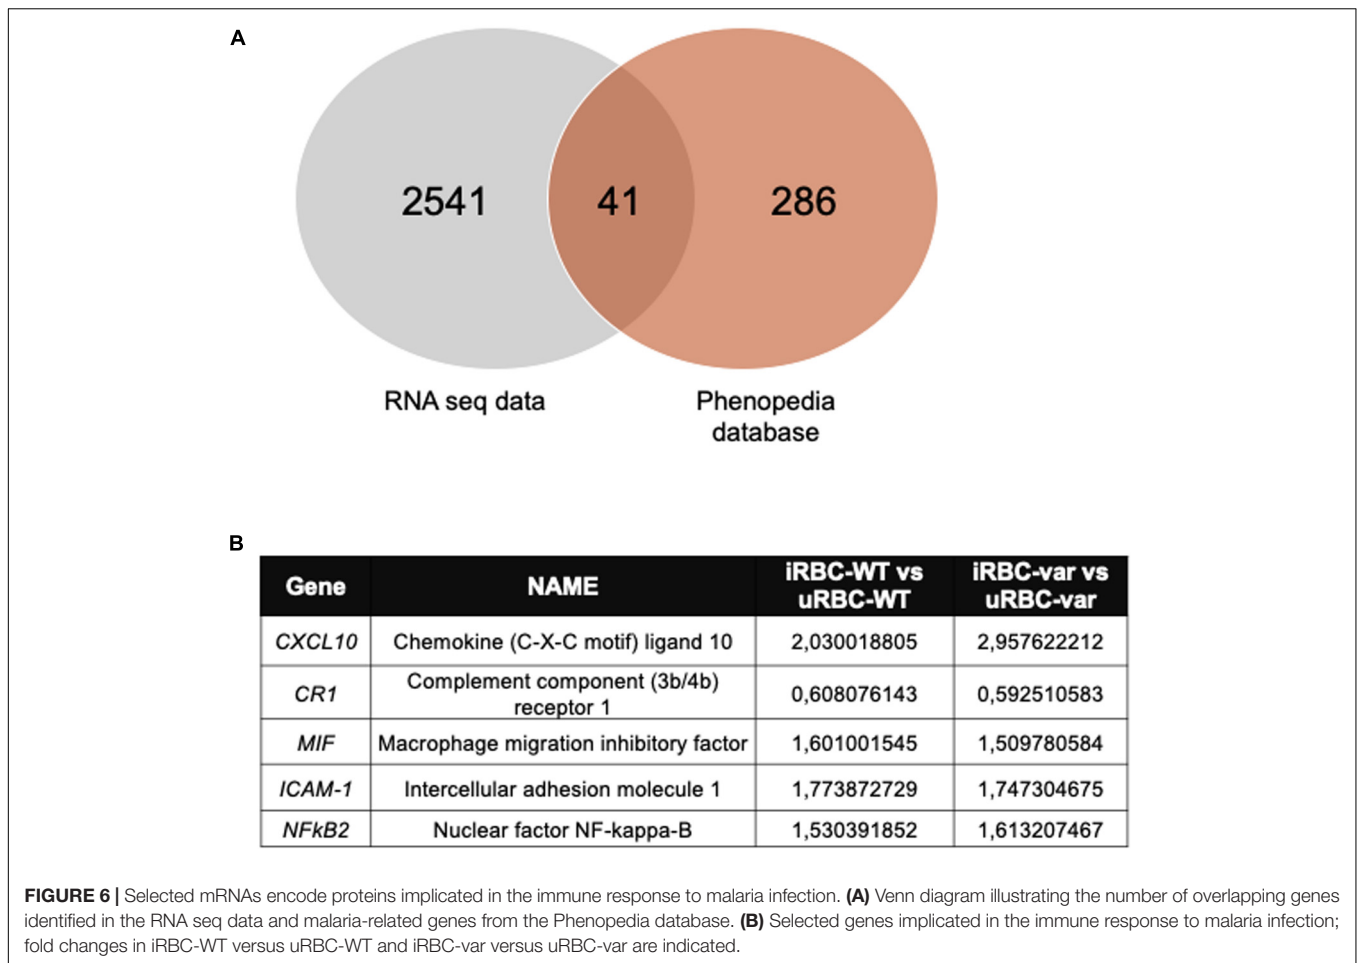 A
2541
41
286
RNA seq data
Phenopedia
database
B
Gene NAME iRBC-WT vs uRBC-WT iRBC-var vs uRBC-var
CXCL10 Chemokine (C-X-C motif) ligand 10 2,030018805 2,957622212
CR1 Complement component (3b/4b) receptor 1 0,608076143 0,592510583
MIF Macrophage migration inhibitory factor 1,601001545 1,509780584
ICAM-1 Intercellular adhesion molecule 1 1,773872729 1,747304675
NFkB2 Nuclear factor NF-kappa-B 1,530391852 1,613207467
FIGURE 6 | Selected mRNAs encode proteins implicated in the immune response to malaria infection. (A) Venn diagram illustrating the number of overlapping genes
identified in the RNA seq data and malaria-related genes from the Phenopedia database. (B) Selected genes implicated in the immune response to malaria infection;
fold changes in iRBC-WT versus uRBC-WT and iRBC-var versus uRBC-var are indicated.